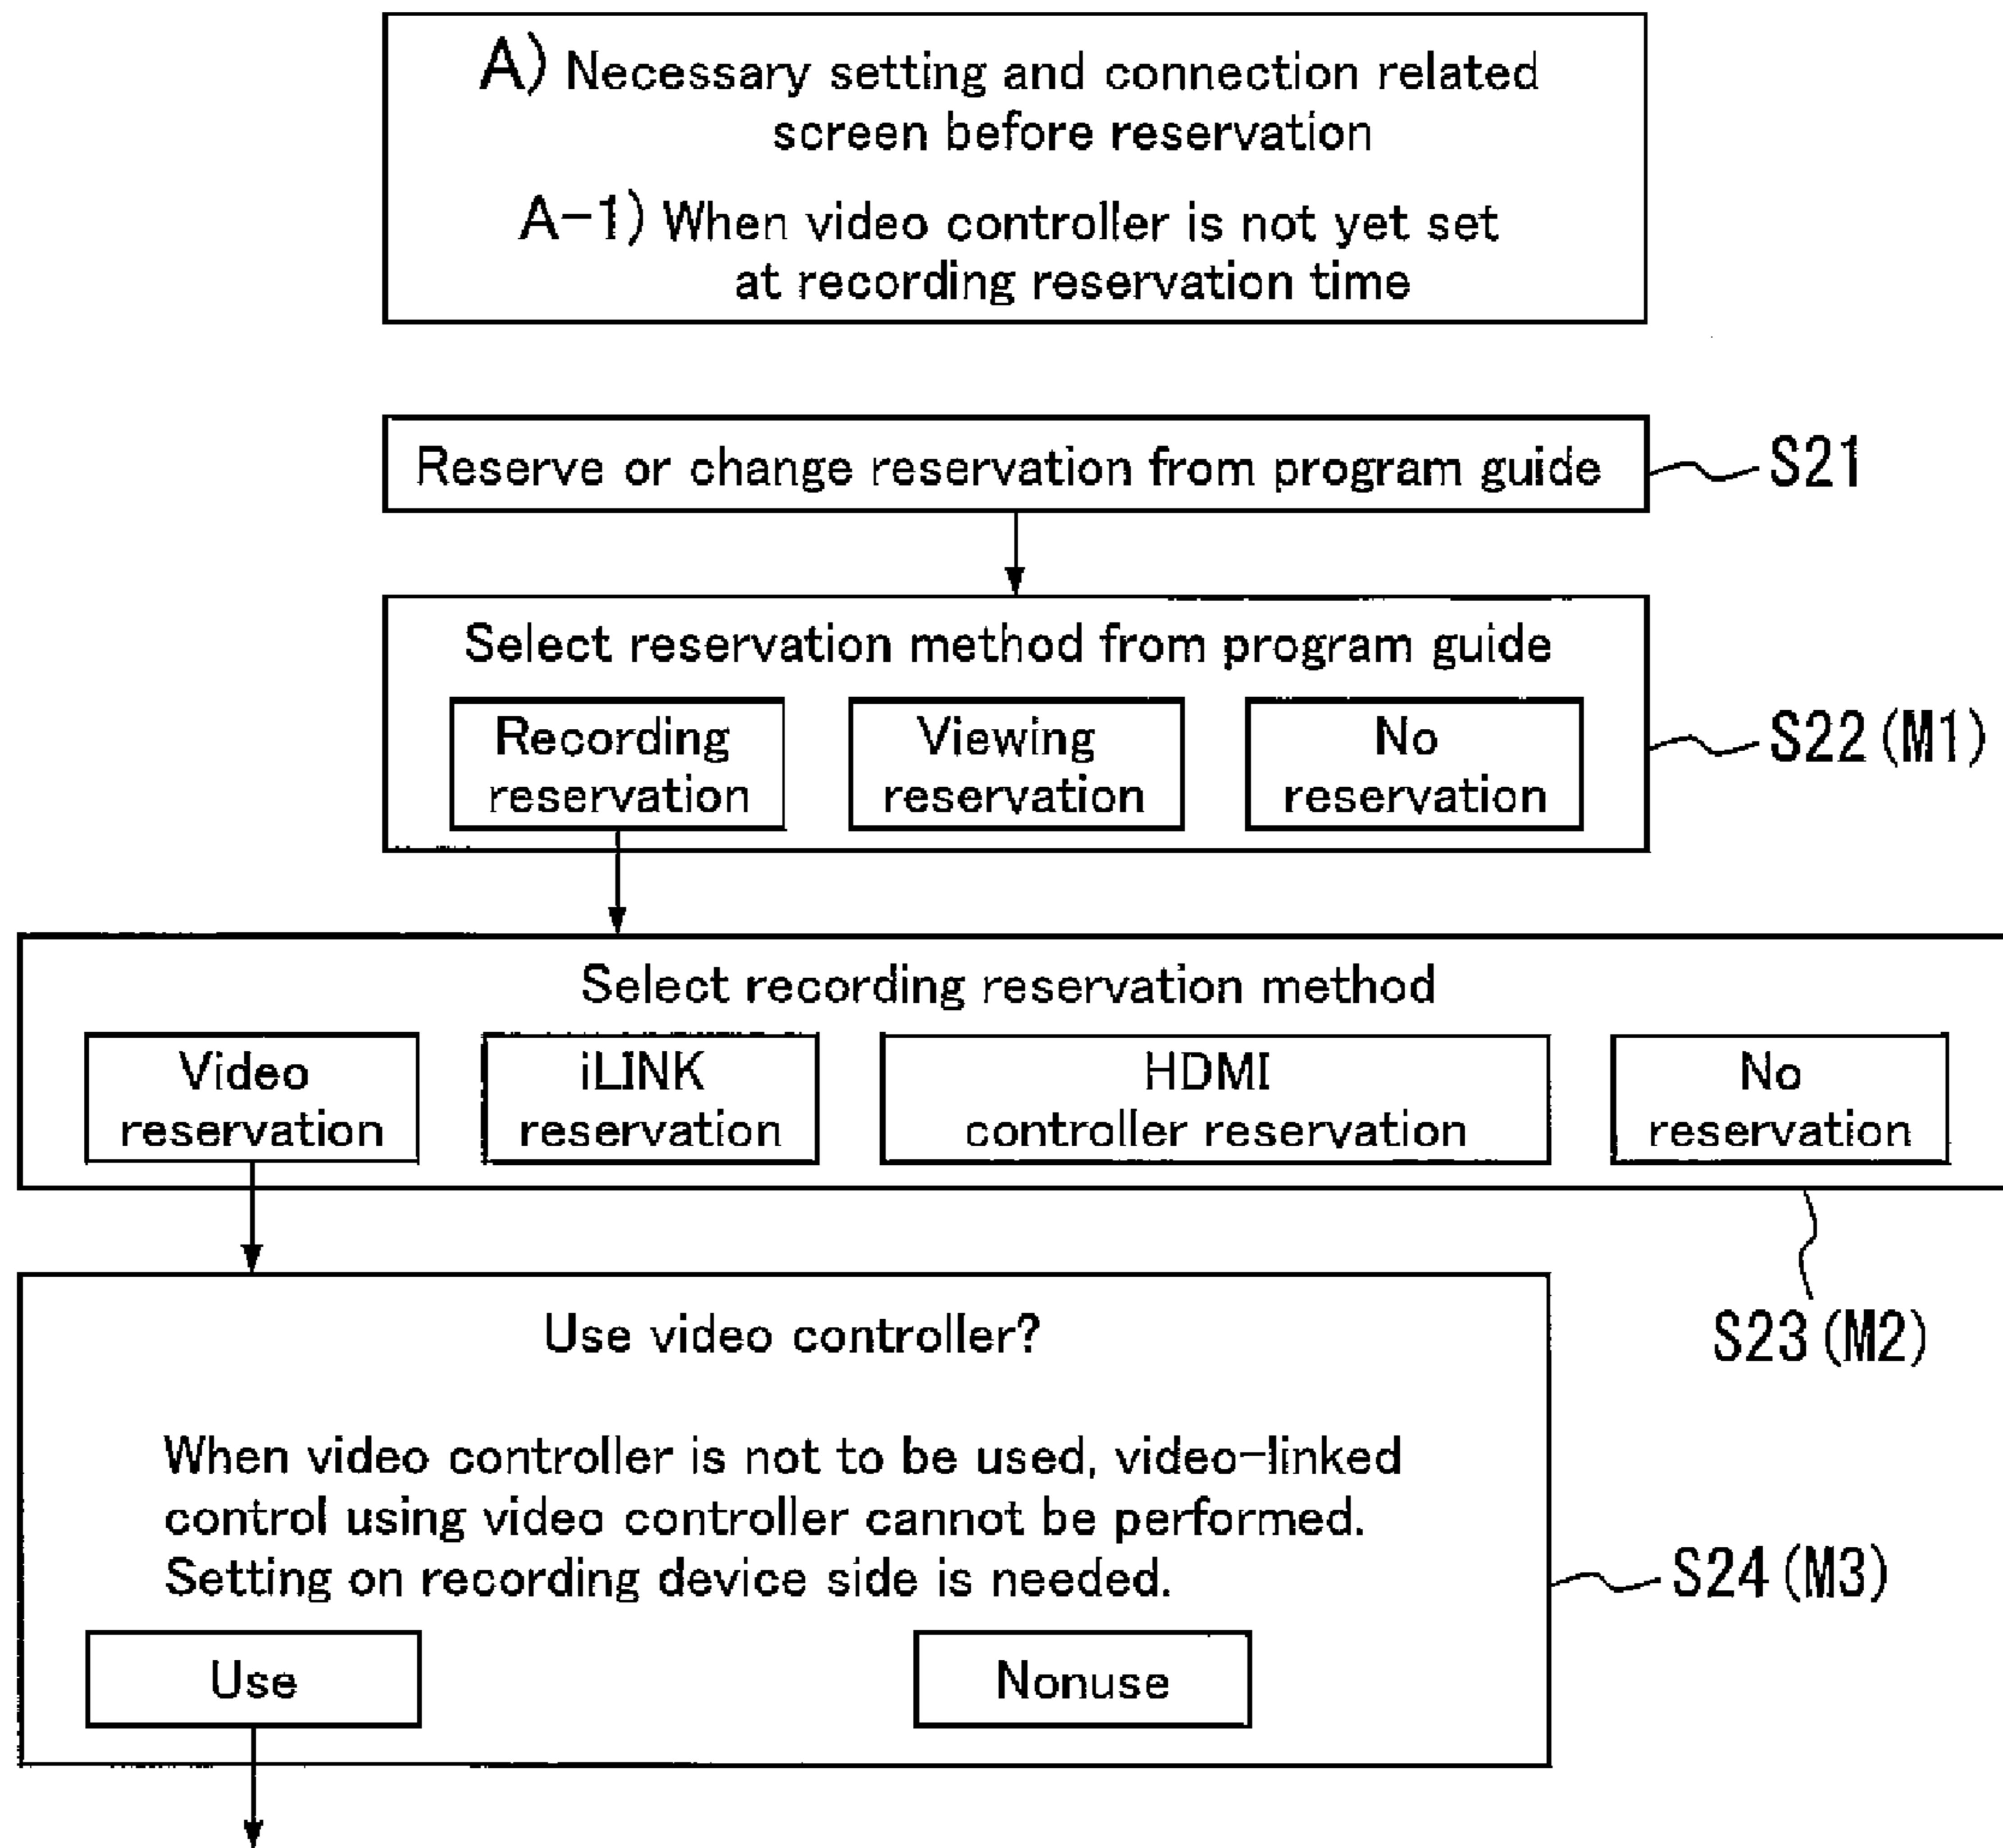 A) Necessary setting and connection related
screen before reservation
A-1) When video controller is not yet set
at recording reservation time
Reserve or change reservation from program guide
S21
Select reservation method from program guide
Recording
reservation
Viewing
reservation
No
reservation
S22 (M1)
Select recording reservation method
Video
reservation
iLINK
reservation
HDMI
controller reservation
No
reservation
S23 (M2)
Use video controller?
When video controller is not to be used, video-linked
control using video controller cannot be performed.
Setting on recording device side is needed.
S24 (M3)
Use
Nonuse